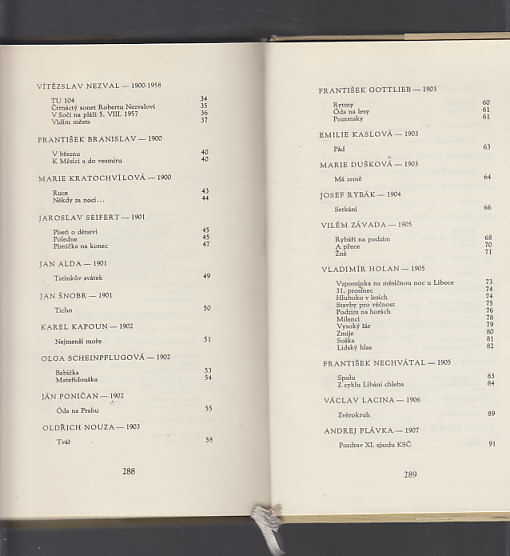 VÍTĚZSLAV NEZVAL — 1900-1958
TU 104 34
Čtrnáctý sonet Robertu Nezvalovi 35
V Soči na pláži 5. VIII. 1957 36
Vidím města 37
FRANTIŠEK BRANISLAV — 1900
V březnu 40
K Měsíci a do vesmíru 40
MARIE KRATOCHVÍLOVÁ — 1900
Ruce 43
Někdy za nocí... 44
JAROSLAV SEIFERT — 1901
Píseň o dětství 45
Poledne 45
Písnička na konec 47
JAN ALDA — 1901
Tatínkův svátek 49
JAN ŠNOBR — 1901
Ticho 50
KAREL KAPOUN — 1902
Nejmenší moře 51
OLGA SCHEINPFLUGOVÁ — 1902
Babička 53
Mateřídouška 54
JÁN PONIČAN — 1902
Óda na Prahu 55
OLDŘICH NOUZA — 1903
Tvář 58
288
FRANTIŠEK GOTTLIEB — 1903
Rytmy 60
Óda na lesy 61
Pozemsky 61
EMILIE KASLOVÁ — 1903
Pád 63
MARIE DUŠKOVÁ — 1903
Má země 64
JOSEF RYBÁK — 1904
Setkání 66
VILÉM ZÁVADA — 1905
Rybáři na podzim 68
A přece 70
Žně 71
VLADIMÍR HOLAN — 1905
Vzpomínka na měsíčnou noc u Liboce 73
31. prosinec 74
Hluboko v lesích 74
Stavby pro věčnost 75
Podzim na horách 76
Milenci 78
Vysoký žár 79
Zmije 80
Soška 81
Lidský hlas 82
FRANTIŠEK NECHVÁTAL — 1905
Spolu 83
Z cyklu Líbání chleba 84
VÁCLAV LACINA — 1906
Zvěrokruh 89
ANDREJ PLÁVKA — 1907
Pozdrav XI. sjazdu KSČ 91
289